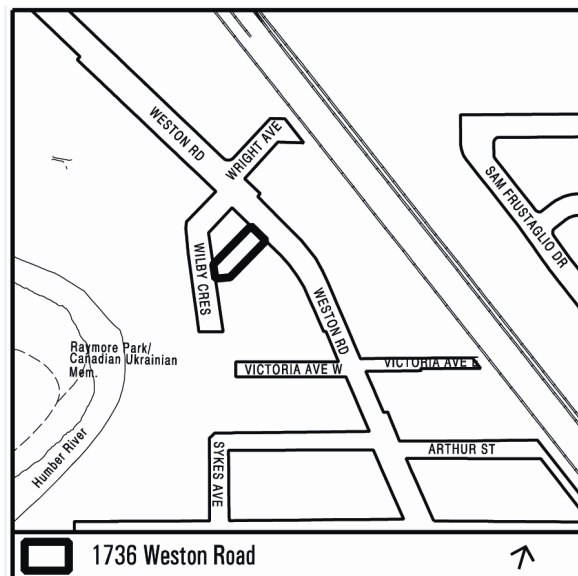 WESTON RD
WRIGHT AVE
SAM FRUSTAGLIO DR
WILBY CRES
WESTON RD
Raymore Park/
Canadian Ukrainian
Mem.
VICTORIA AVE W
VICTORIA AVE E
Humber River
SYKES AVE
ARTHUR ST
1736 Weston Road